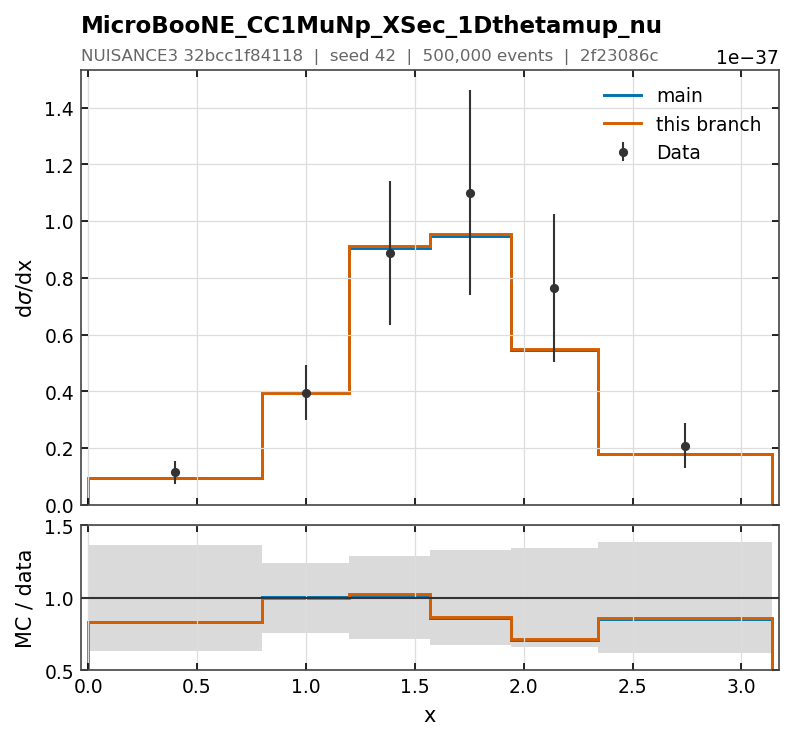 MicroBooNE_CC1MuNp_XSec_1Dthetamup_nu
NUISANCE3 32bcc1f84118 | seed 42 | 500,000 events | 2f23086c
1e−37
main
this branch
Data
dσ/dx
1.4
1.2
1.0
0.8
0.6
0.4
0.2
0.0
MC / data
1.5
1.0
0.5
0.0 0.5 1.0 1.5 2.0 2.5 3.0
x